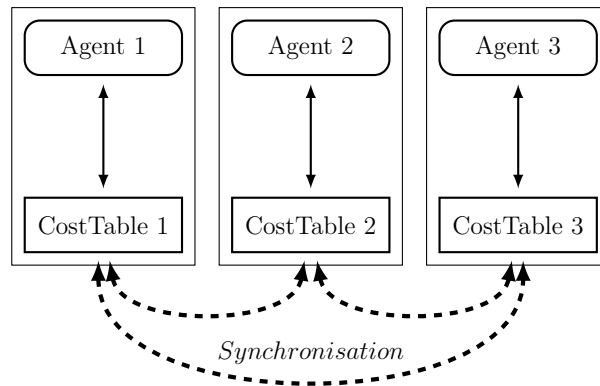 Agent 1
Agent 2
Agent 3
CostTable 1
CostTable 2
CostTable 3
Synchronisation